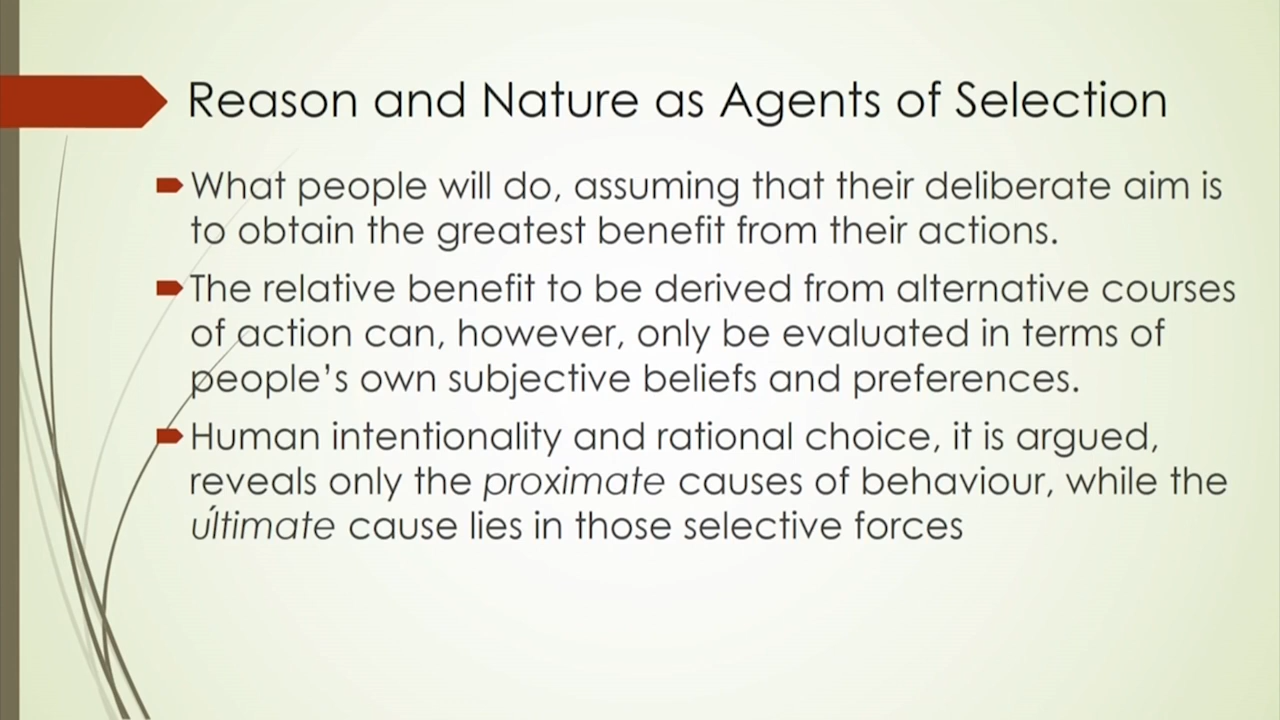 Reason and Nature as Agents of Selection
What people will do, assuming that their deliberate aim is
to obtain the greatest benefit from their actions.
The relative benefit to be derived from alternative courses
of action can, however, only be evaluated in terms of
people’s own subjective beliefs and preferences.
Human intentionality and rational choice, it is argued,
reveals only the proximate causes of behaviour, while the
últimate cause lies in those selective forces